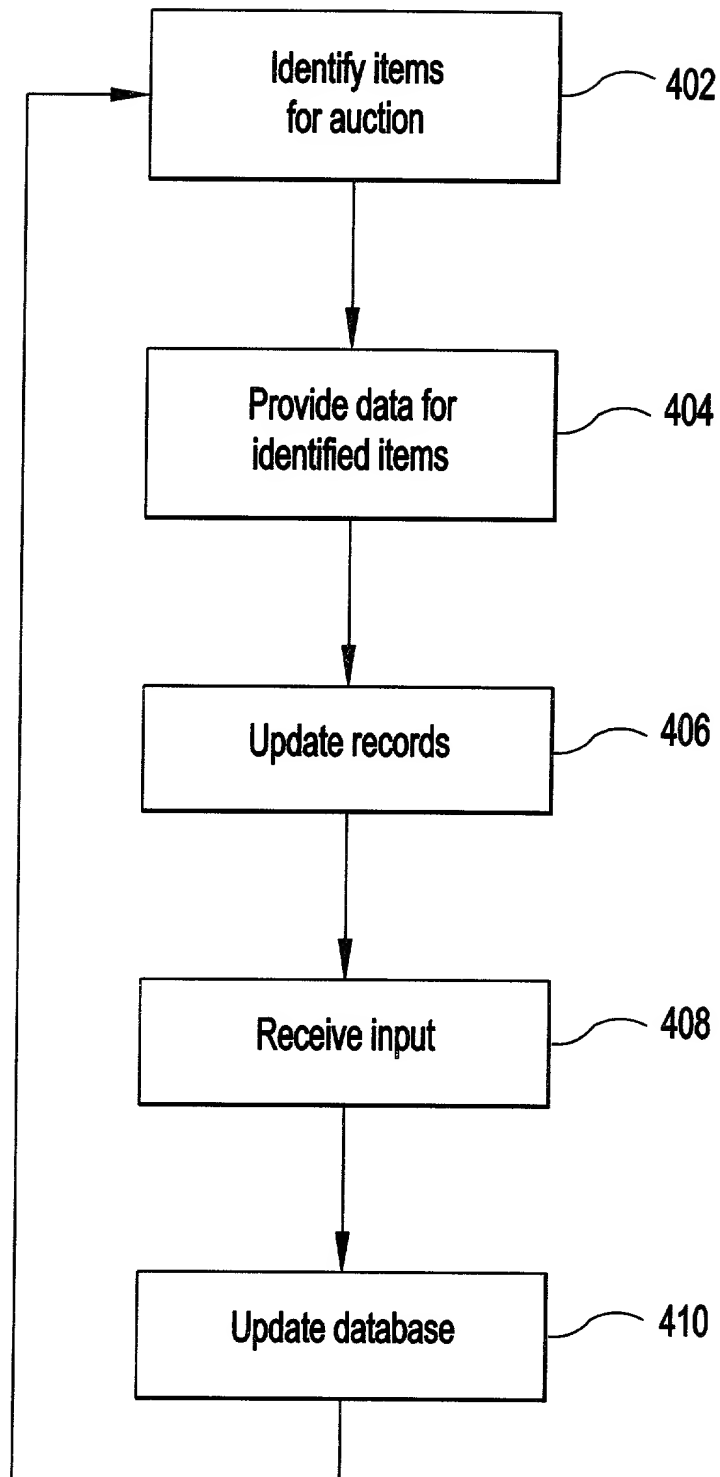 Identify items
for auction
402
Provide data for
identified items
404
Update records
406
Receive input
408
Update database
410